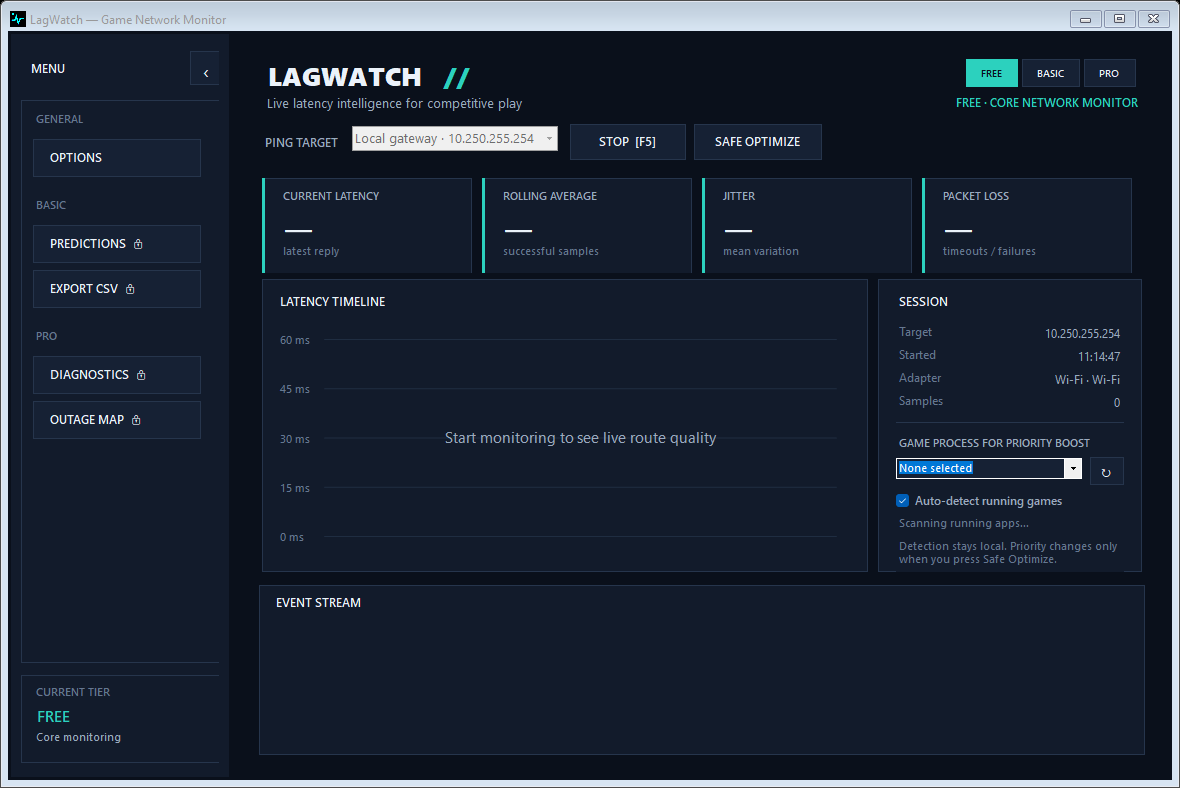 LagWatch — Game Network Monitor
MENU
‹
GENERAL
OPTIONS
BASIC
PREDICTIONS
EXPORT CSV
PRO
DIAGNOSTICS
OUTAGE MAP
CURRENT TIER
FREE
Core monitoring
LAGWATCH //
Live latency intelligence for competitive play
FREE BASIC PRO
FREE · CORE NETWORK MONITOR
PING TARGET Local gateway · 10.250.255.254 STOP [F5] SAFE OPTIMIZE
CURRENT LATENCY
—
latest reply
ROLLING AVERAGE
—
successful samples
JITTER
—
mean variation
PACKET LOSS
—
timeouts / failures
LATENCY TIMELINE
60 ms
45 ms
30 ms
15 ms
0 ms
Start monitoring to see live route quality
SESSION
Target 10.250.255.254
Started 11:14:47
Adapter Wi-Fi · Wi-Fi
Samples 0
GAME PROCESS FOR PRIORITY BOOST
None selected ↻
Auto-detect running games
Scanning running apps...
Detection stays local. Priority changes only
when you press Safe Optimize.
EVENT STREAM